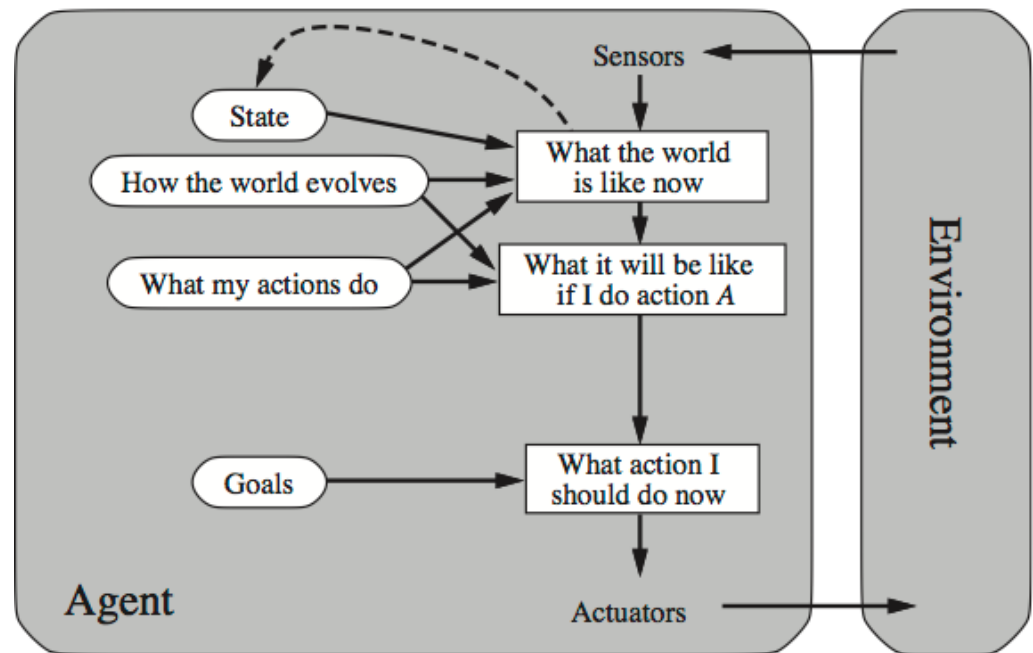 Sensors
State
What the world
is like now
How the world evolves
What it will be like
if I do action A
What my actions do
Environment
What action I
should do now
Goals
Agent
Actuators